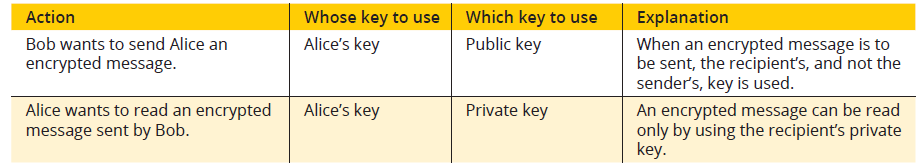 Action Whose key to use Which key to use Explanation
Bob wants to send Alice an encrypted message. Alice's key Public key When an encrypted message is to be sent, the recipient's, and not the sender's, key is used.
Alice wants to read an encrypted message sent by Bob. Alice's key Private key An encrypted message can be read only by using the recipient's private key.